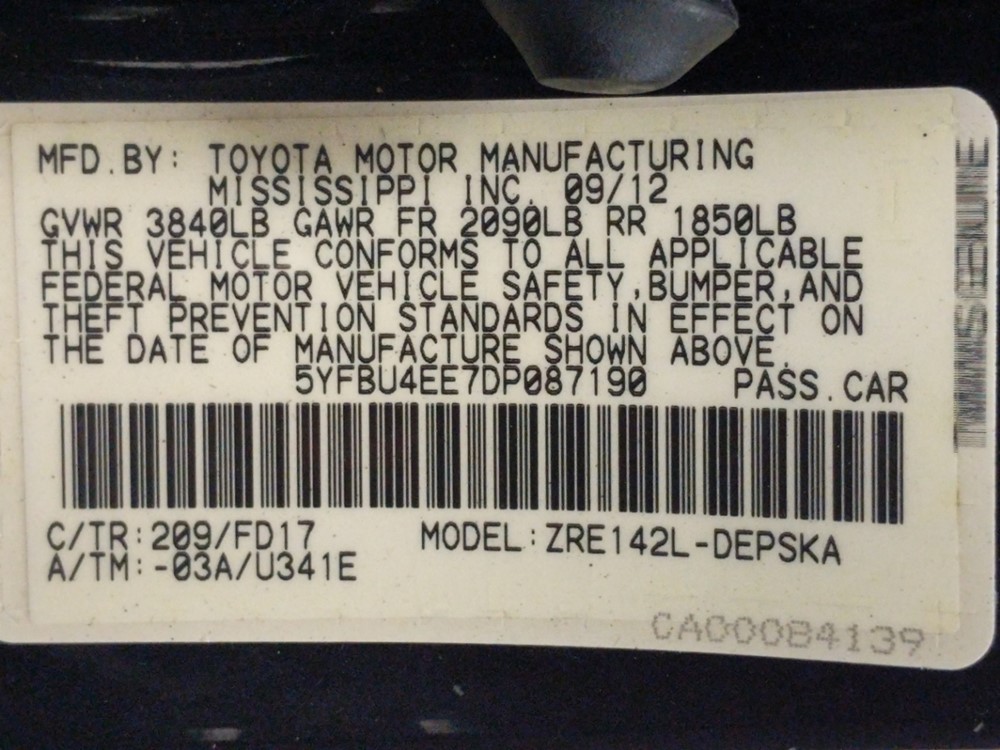 MFD.BY: TOYOTA MOTOR MANUFACTURING
MISSISSIPPI INC. 09/12
GVWR 3840LB GAWR FR 2090LB RR 1850LB
THIS VEHICLE CONFORMS TO ALL APPLICABLE
FEDERAL MOTOR VEHICLE SAFETY,BUMPER,AND
THEFT PREVENTION STANDARDS IN EFFECT ON
THE DATE OF MANUFACTURE SHOWN ABOVE.
5YFBU4EE7DP087190 PASS.CAR
C/TR:209/FD17 MODEL:ZRE142L-DEPSKA
A/TM:-03A/U341E
CA00084139